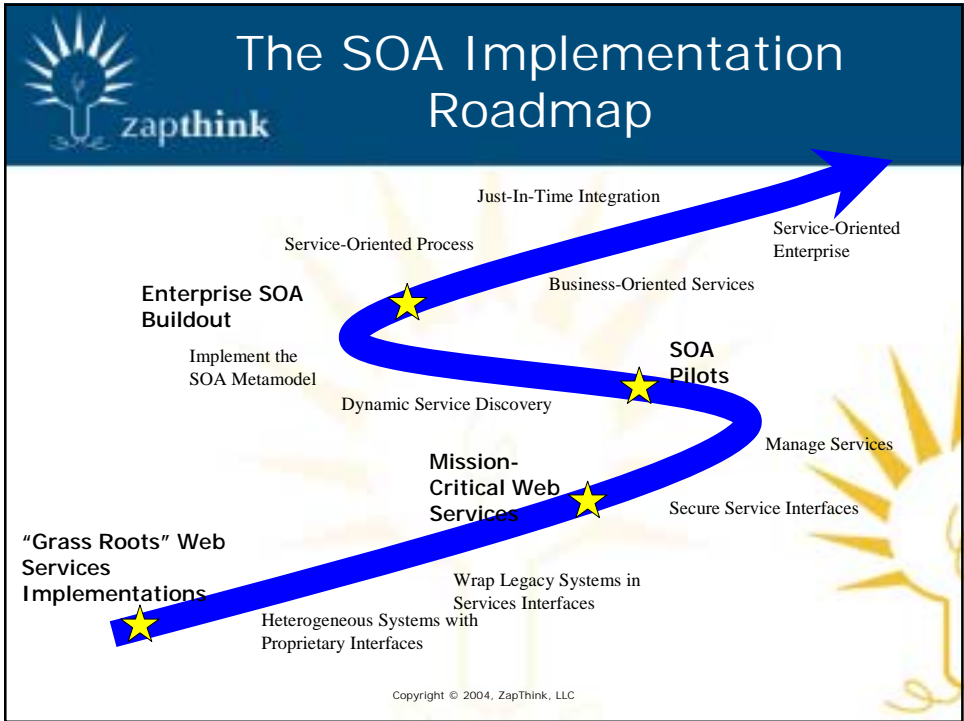 The SOA Implementation
Roadmap
zapthink
Just-In-Time Integration
Service-Oriented
Enterprise
Service-Oriented Process
Business-Oriented Services
Enterprise SOA
Buildout
SOA
Pilots
Implement the
SOA Metamodel
Dynamic Service Discovery
Manage Services
Mission-
Critical Web
Services
Secure Service Interfaces
“Grass Roots” Web
Services
Implementations
Wrap Legacy Systems in
Services Interfaces
Heterogeneous Systems with
Proprietary Interfaces
Copyright © 2004, ZapThink, LLC